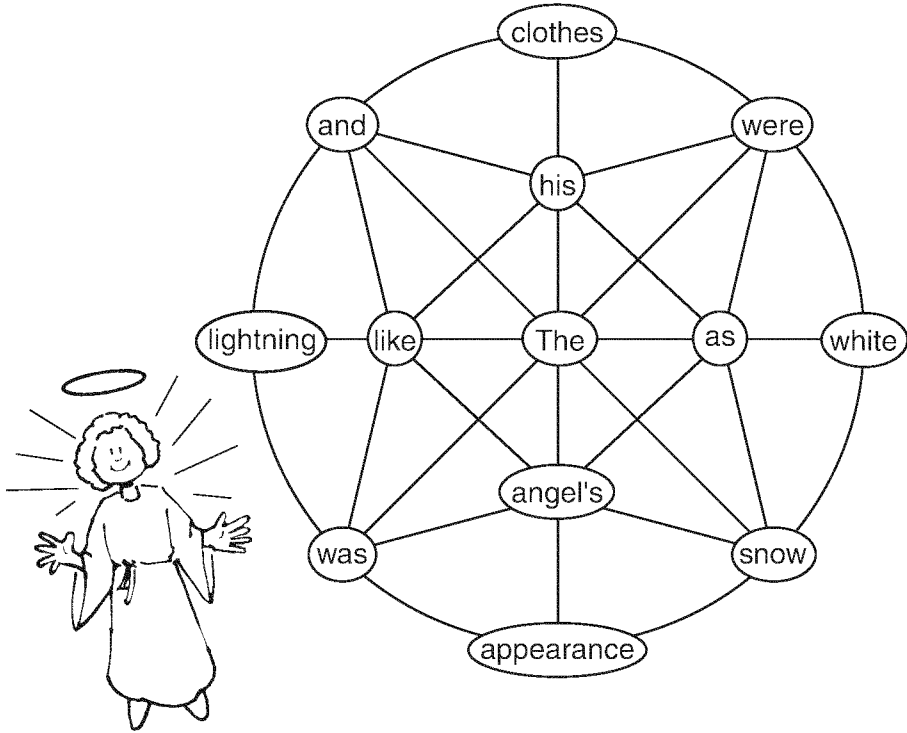 clothes
and
were
his
lightning
like
The
as
white
angel's
was
snow
appearance